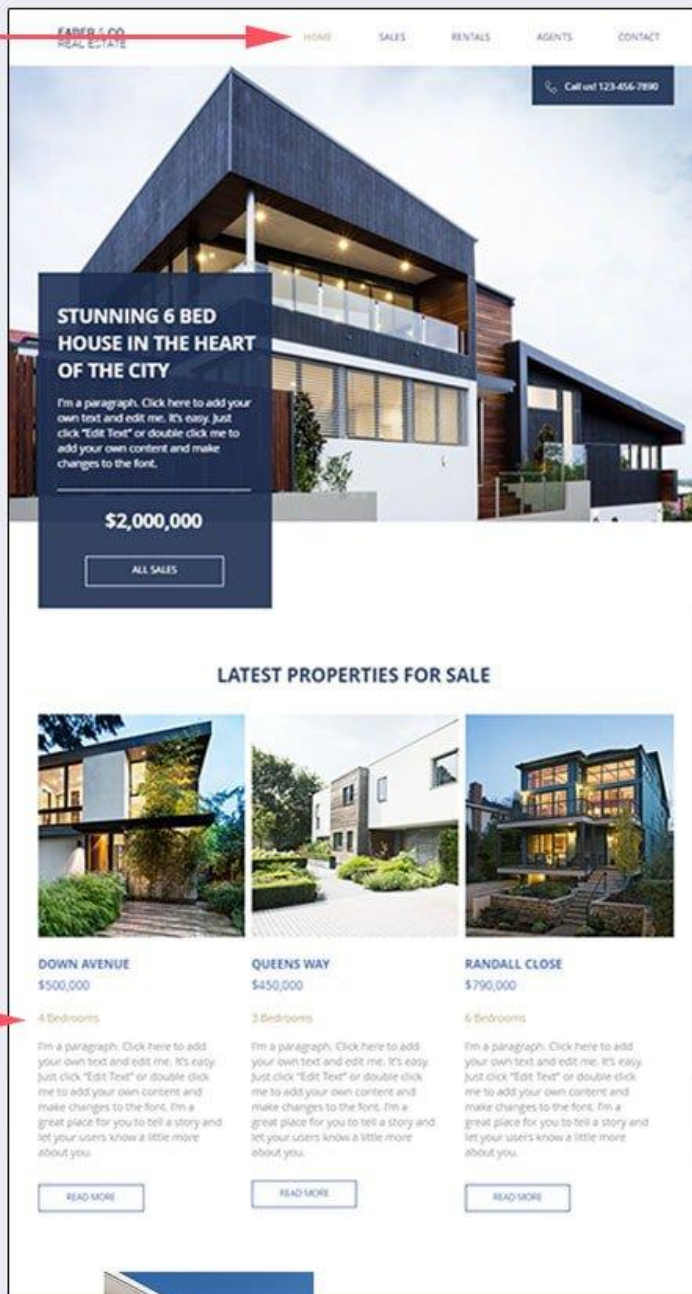 FABER & CO
REAL ESTATE
HOME SALES RENTALS AGENTS CONTACT
Call us! 123-456-7890
STUNNING 6 BED
HOUSE IN THE HEART
OF THE CITY
I'm a paragraph. Click here to add your
own text and edit me. It's easy. Just
click "Edit Text" or double click me to
add your own content and make
changes to the font.
$2,000,000
ALL SALES
LATEST PROPERTIES FOR SALE
DOWN AVENUE
$500,000
4 Bedrooms
I'm a paragraph. Click here to add
your own text and edit me. It's easy.
Just click "Edit Text" or double click
me to add your own content and
make changes to the font. I'm a
great place for you to tell a story and
let your users know a little more
about you.
READ MORE
QUEENS WAY
$450,000
3 Bedrooms
I'm a paragraph. Click here to add
your own text and edit me. It's easy.
Just click "Edit Text" or double click
me to add your own content and
make changes to the font. I'm a
great place for you to tell a story and
let your users know a little more
about you.
READ MORE
RANDALL CLOSE
$790,000
6 Bedrooms
I'm a paragraph. Click here to add
your own text and edit me. It's easy.
Just click "Edit Text" or double click
me to add your own content and
make changes to the font. I'm a
great place for you to tell a story and
let your users know a little more
about you.
READ MORE